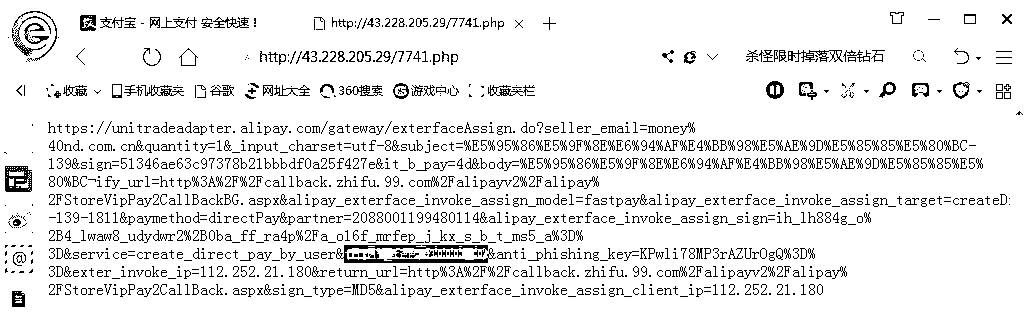 支付宝 - 网上支付 安全快速！
http://43.228.205.29/7741.php
http://43.228.205.29/7741.php
杀怪限时掉落双倍钻石
收藏 手机收藏夹 谷歌 网址大全 360搜索 游戏中心 收藏夹栏
https://unitradeadapter.alipay.com/gateway/exterfaceAssign.do?seller_email=money%
40nd.com.cn&quantity=1&_input_charset=utf-8&subject=%E5%95%86%E5%9F%8E%E6%94%AF%E4%BB%98%E5%AE%9D%E5%85%85%E5%80%BC-
139&sign=51346ae63c97378b21bbbdf0a25f427e&it_b_pay=4d&body=%E5%95%86%E5%9F%8E%E6%94%AF%E4%BB%98%E5%AE%9D%E5%85%85%E5%
80%BC¬ify_url=http%3A%2F%2Fcallback.zhifu.99.com%2Falipayv2%2Falipay%
2FStoreVipPay2CallBackBG.aspx&alipay_exterface_invoke_assign_model=fastpay&alipay_exterface_invoke_assign_target=createDi
-139-1811&paymethod=directPay&partner=2088001199480114&alipay_exterface_invoke_assign_sign=ih_lh884g_o%
2B4_lwaw8_udydwr2%2B0ba_ff_ra4p%2Fa_ol6f_mrfep_j_kx_s_b_t_ms5_a%3D%
3D&service=create_direct_pay_by_user& &anti_phishing_key=KPwli78MP3rAZUrOgQ%3D%
3D&exter_invoke_ip=112.252.21.180&return_url=http%3A%2F%2Fcallback.zhifu.99.com%2Falipayv2%2Falipay%
2FStoreVipPay2CallBack.aspx&sign_type=MD5&alipay_exterface_invoke_assign_client_ip=112.252.21.180